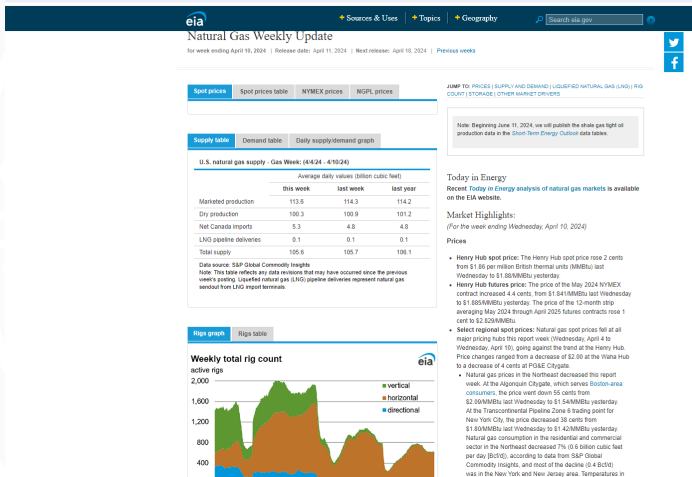 eia
+ Sources & Uses
+ Topics
+ Geography
Search eia.gov
Natural Gas Weekly Update
for week ending April 10, 2024 | Release date: April 11, 2024 | Next release: April 18, 2024 | Previous weeks
Spot prices
Spot prices table
NYMEX prices
NGPL prices
Supply table
Demand table
Daily supply/demand graph
U.S. natural gas supply - Gas Week: (4/4/24 - 4/10/24)
Average daily values (billion cubic feet)
this week last week last year
Marketed production 113.6 114.3 114.2
Dry production 100.3 100.9 101.2
Net Canada imports 5.3 4.8 4.8
LNG pipeline deliveries 0.1 0.1 0.1
Total supply 105.6 105.7 106.1
Data source: S&P Global Commodity Insights
Note: This table reflects any data revisions that may have occurred since the previous
week's posting. Liquefied natural gas (LNG) pipeline deliveries represent natural gas
sendout from LNG import terminals.
Rigs graph
Rigs table
Weekly total rig count
active rigs
eia
2,000
1,600
1,200
800
400
vertical
horizontal
directional
JUMP TO: PRICES | SUPPLY AND DEMAND | LIQUEFIED NATURAL GAS (LNG) | RIG
COUNT | STORAGE | OTHER MARKET DRIVERS
Note: Beginning June 11, 2024, we will publish the shale gas tight oil
production data in the Short-Term Energy Outlook data tables.
Today in Energy
Recent Today in Energy analysis of natural gas markets is available
on the EIA website.
Market Highlights:
(For the week ending Wednesday, April 10, 2024)
Prices
• Henry Hub spot price: The Henry Hub spot price rose 2 cents
from $1.86 per million British thermal units (MMBtu) last
Wednesday to $1.88/MMBtu yesterday.
• Henry Hub futures price: The price of the May 2024 NYMEX
contract increased 4.4 cents, from $1.841/MMBtu last Wednesday
to $1.885/MMBtu yesterday. The price of the 12-month strip
averaging May 2024 through April 2025 futures contracts rose 1
cent to $2.829/MMBtu.
• Select regional spot prices: Natural gas spot prices fell at all
major pricing hubs this report week (Wednesday, April 4 to
Wednesday, April 10), going against the trend at the Henry Hub.
Price changes ranged from a decrease of $2.00 at the Waha Hub
to a decrease of 4 cents at PG&E Citygate.
• Natural gas prices in the Northeast decreased this report
week. At the Algonquin Citygate, which serves Boston-area
consumers, the price went down 55 cents from
$2.09/MMBtu last Wednesday to $1.54/MMBtu yesterday.
At the Transcontinental Pipeline Zone 6 trading point for
New York City, the price decreased 38 cents from
$1.80/MMBtu last Wednesday to $1.42/MMBtu yesterday.
Natural gas consumption in the residential and commercial
sector in the Northeast decreased 7% (0.6 billion cubic feet
per day [Bcf/d]), according to data from S&P Global
Commodity Insights, and most of the decline (0.4 Bcf/d)
was in the New York and New Jersey area. Temperatures in